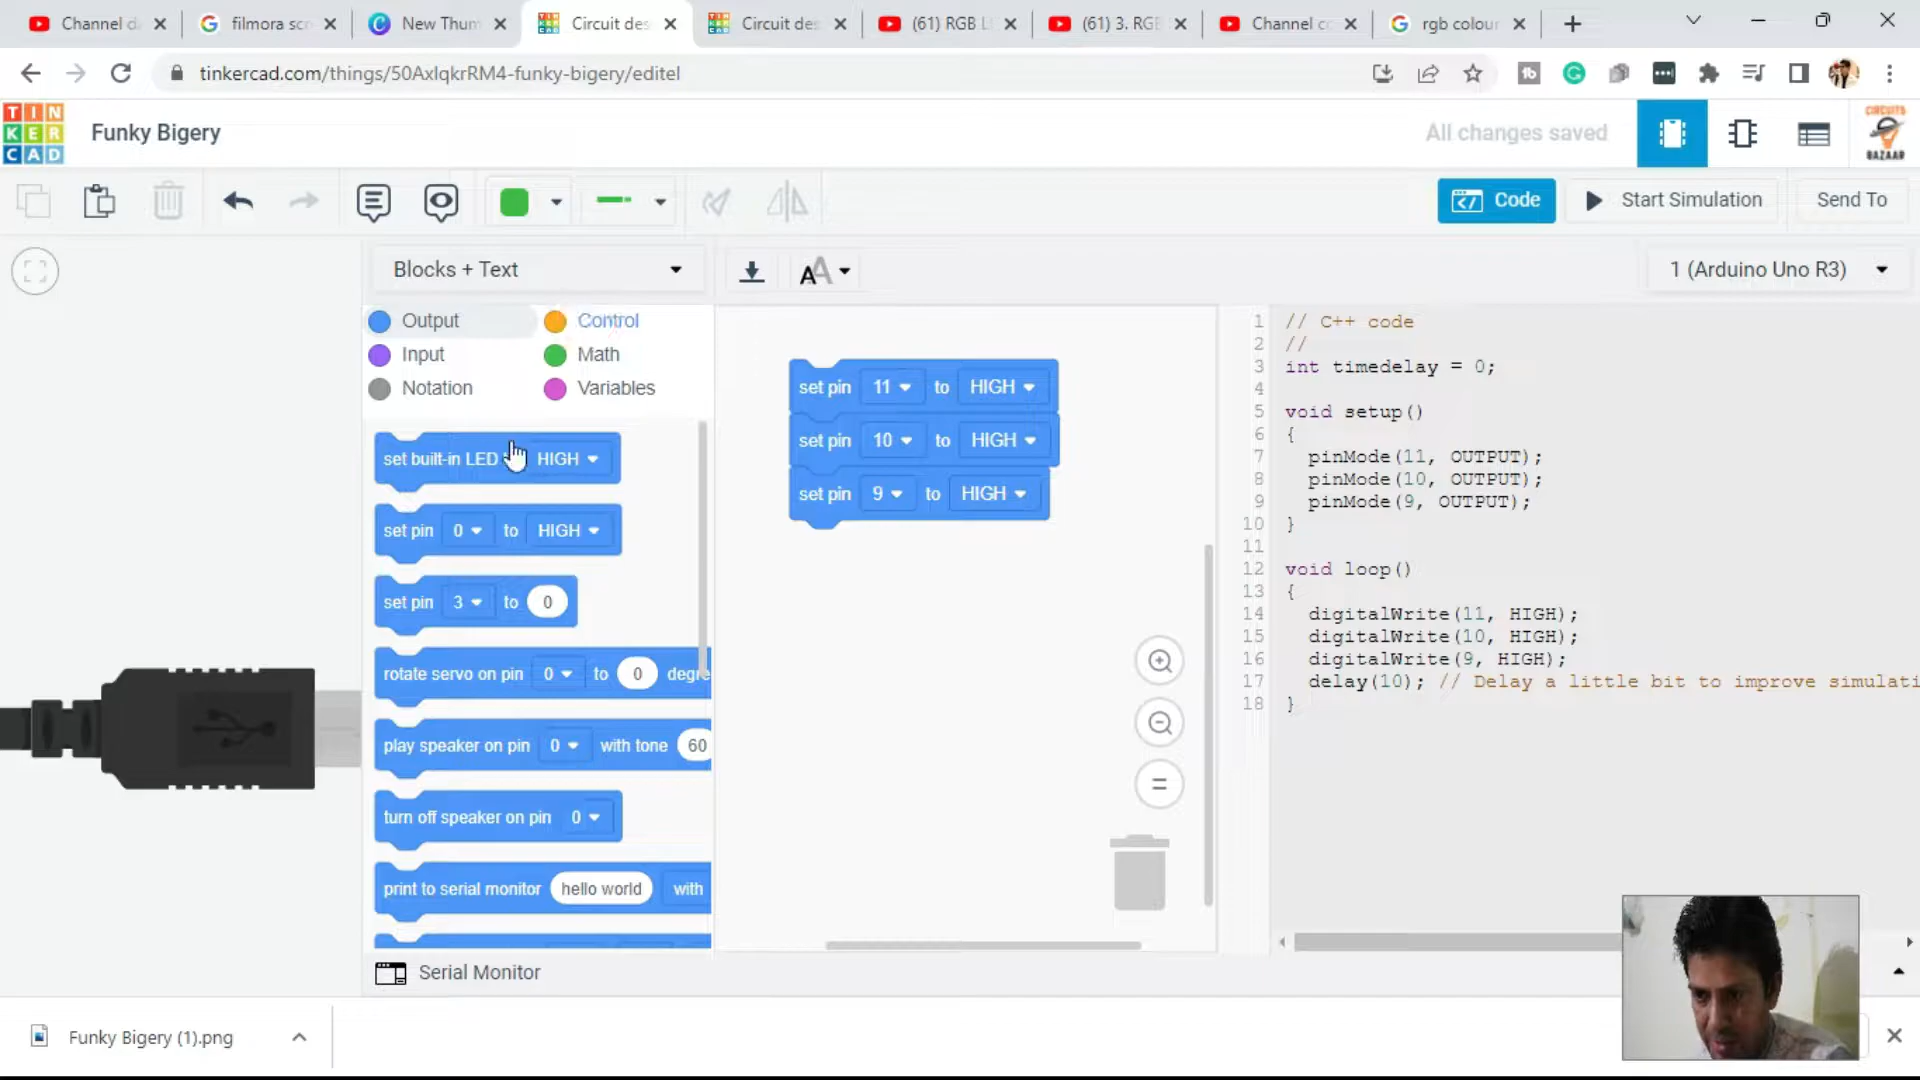 Channel d
filmora scr
New Thum
Circuit des
Circuit des
(61) RGB L
(61) 3. RGB
Channel co
rgb colour
tinkercad.com/things/50AxIqkrRM4-funky-bigery/editel
TIN
KER
CAD
Funky Bigery
All changes saved
CIRCUITS
BAZAAR
Code
Start Simulation
Send To
Blocks + Text
1 (Arduino Uno R3)
Output
Control
Input
Math
Notation
Variables
set built-in LED HIGH
set pin 0 to HIGH
set pin 3 to 0
rotate servo on pin 0 to 0 degre
play speaker on pin 0 with tone 60
turn off speaker on pin 0
print to serial monitor hello world with
set pin 11 to HIGH
set pin 10 to HIGH
set pin 9 to HIGH
1 // C++ code
2 //
3 int timedelay = 0;
4
5 void setup()
6 {
7 pinMode(11, OUTPUT);
8 pinMode(10, OUTPUT);
9 pinMode(9, OUTPUT);
10 }
11
12 void loop()
13 {
14 digitalWrite(11, HIGH);
15 digitalWrite(10, HIGH);
16 digitalWrite(9, HIGH);
17 delay(10); // Delay a little bit to improve simulati
18 }
Serial Monitor
Funky Bigery (1).png